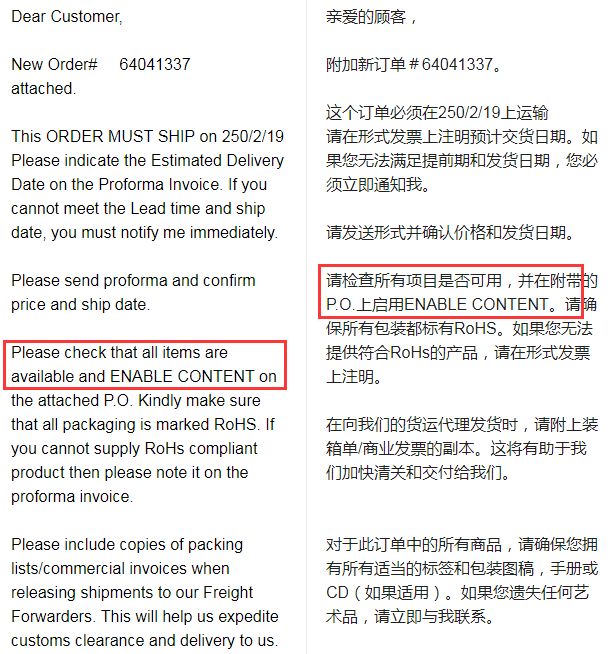 Dear Customer,
New Order# 64041337
attached.
This ORDER MUST SHIP on 250/2/19
Please indicate the Estimated Delivery
Date on the Proforma Invoice. If you
cannot meet the Lead time and ship
date, you must notify me immediately.
Please send proforma and confirm
price and ship date.
Please check that all items are
available and ENABLE CONTENT on
the attached P.O. Kindly make sure
that all packaging is marked RoHS. If
you cannot supply RoHs compliant
product then please note it on the
proforma invoice.
Please include copies of packing
lists/commercial invoices when
releasing shipments to our Freight
Forwarders. This will help us expedite
customs clearance and delivery to us.
亲爱的顾客，
附加新订单＃64041337。
这个订单必须在250/2/19上运输
请在形式发票上注明预计交货日期。如
果您无法满足提前期和发货日期，您必
须立即通知我。
请发送形式并确认价格和发货日期。
请检查所有项目是否可用，并在附带的
P.O.上启用ENABLE CONTENT。请确
保所有包装都标有RoHS。如果您无法
提供符合RoHs的产品，请在形式发票
上注明。
在向我们的货运代理发货时，请附上装
箱单/商业发票的副本。这将有助于我
们加快清关和交付给我们。
对于此订单中的所有商品，请确保您拥
有所有适当的标签和包装图稿，手册或
CD（如果适用）。如果您遗失任何艺
术品，请立即与我联系。